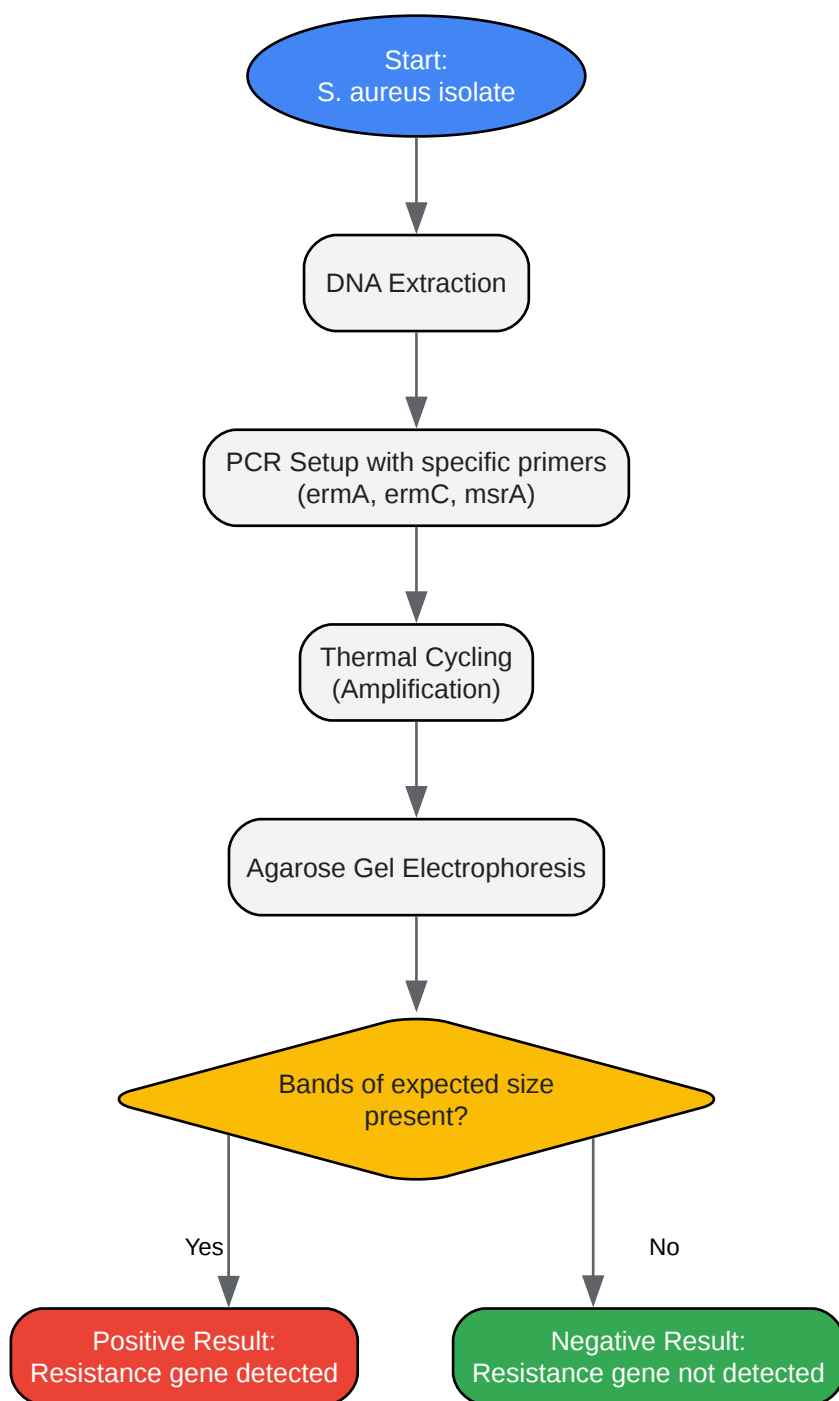 Start:
S. aureus isolate
DNA Extraction
PCR Setup with specific primers
(ermA, ermC, msrA)
Thermal Cycling
(Amplification)
Agarose Gel Electrophoresis
Bands of expected size
present?
Yes
No
Positive Result:
Resistance gene detected
Negative Result:
Resistance gene not detected